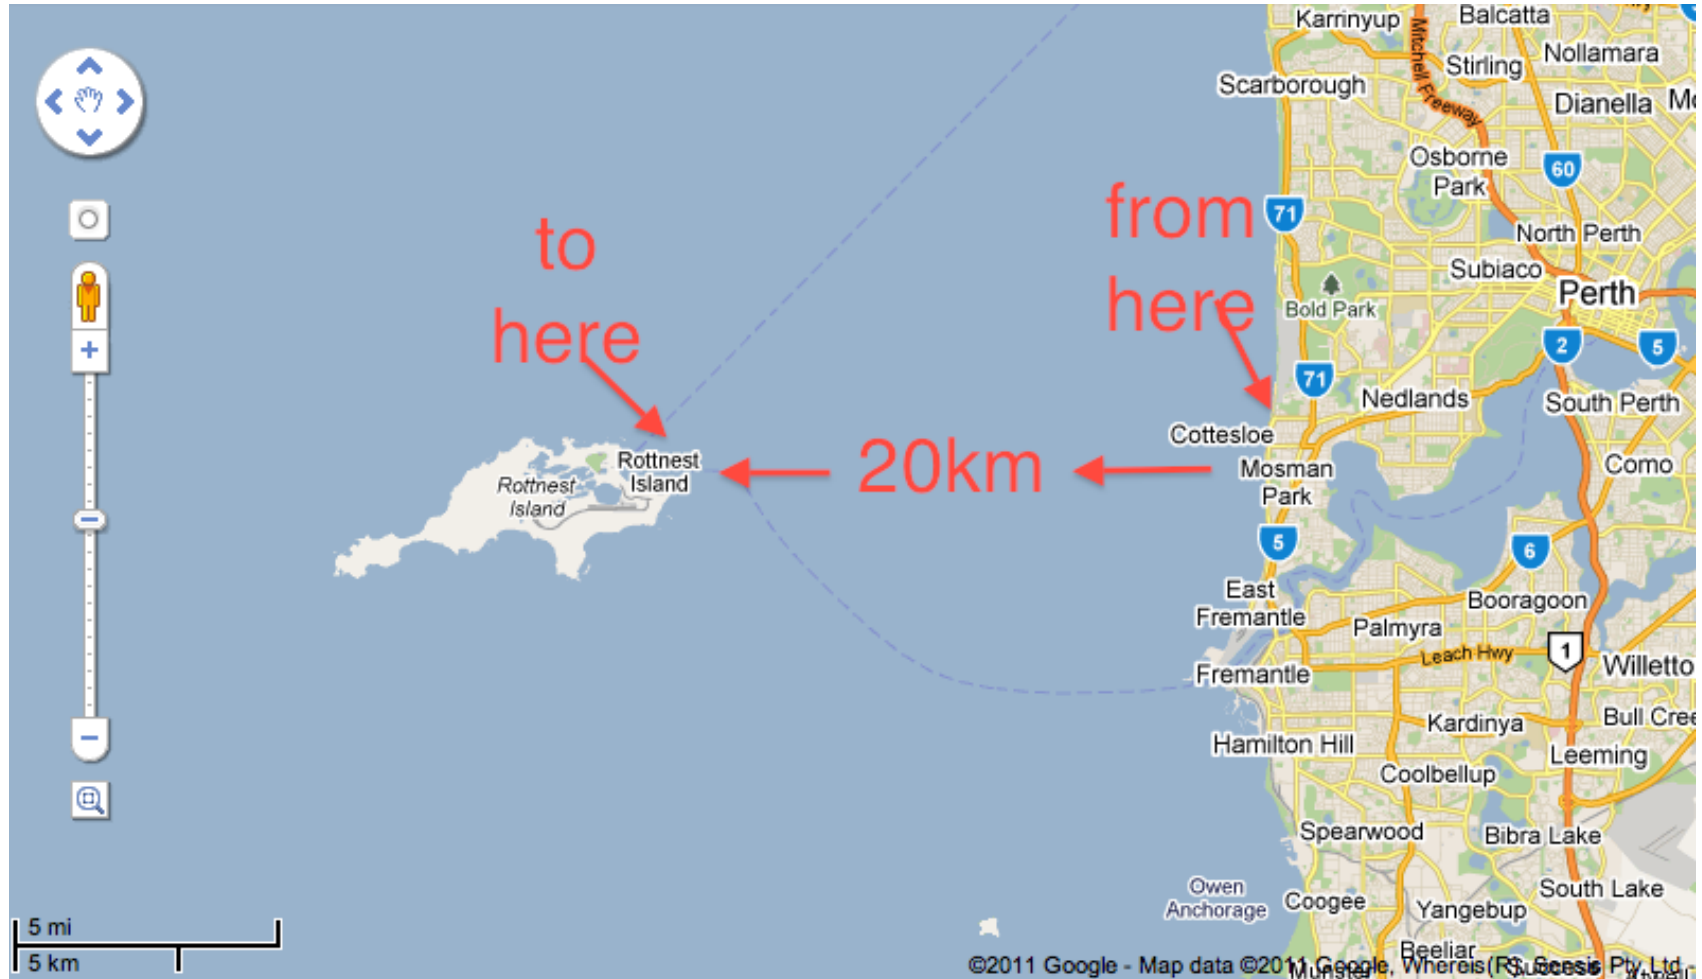 Karrinyup
Balcatta
Nollamara
Stirling
Mitchell Freeway
Scarborough
Dianella
Osborne
Park
60
from
here
71
to
here
North Perth
Subiaco
Perth
Bold Park
2
5
71
Nedlands
South Perth
Cottesloe
20km
Rottnest
Island
Rottnest
Island
Mosman
Park
Como
5
6
East
Fremantle
Booragoon
Palmyra
Leach Hwy
1
Willetto
Fremantle
Kardinya
Bull Cree
Hamilton Hill
Leeming
Coolbellup
Spearwood
Bibra Lake
Owen
Anchorage
Coogee
South Lake
Yangebup
5 mi
5 km
Beeliar
©2011 Google - Map data ©2011 Google, Whereis(R), Sensis Pty Ltd
Munster
Success